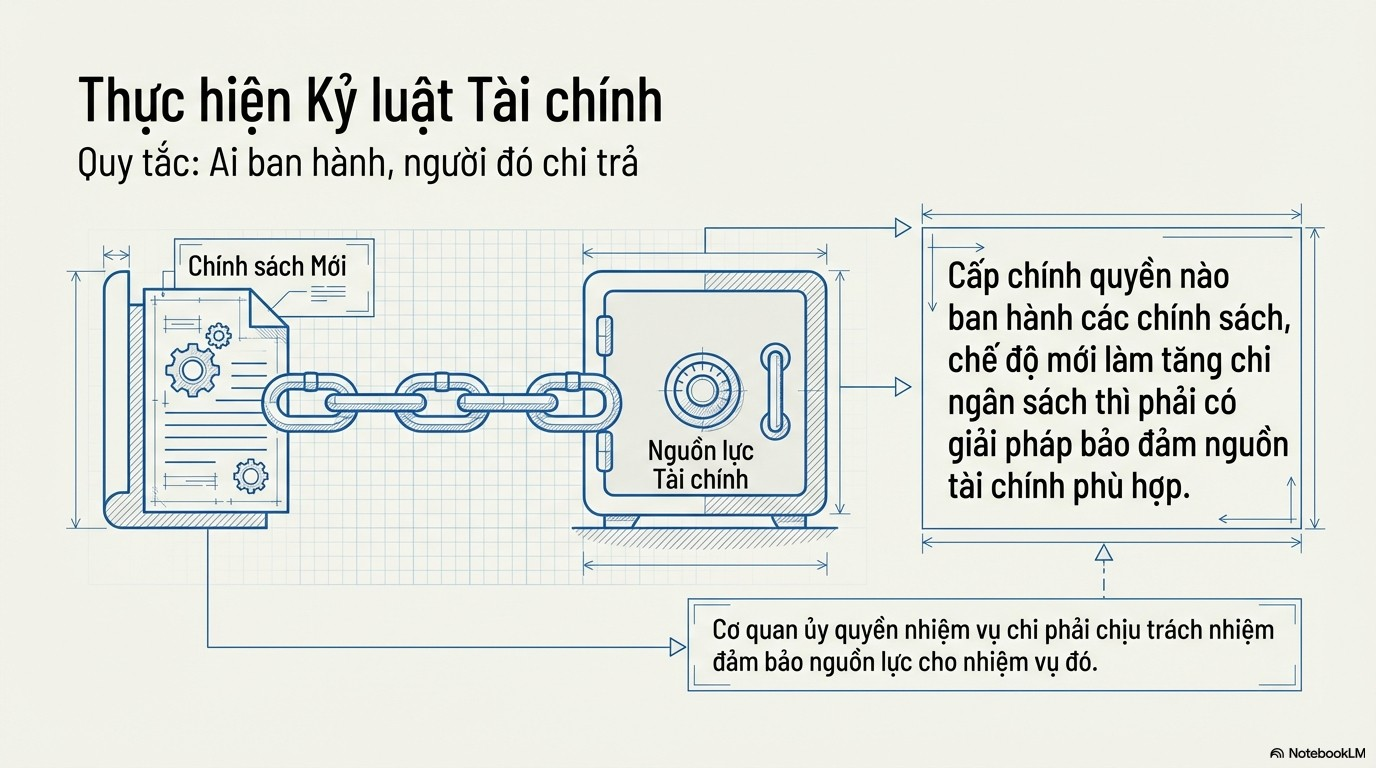 Thực hiện Kỷ luật Tài chính
Quy tắc: Ai ban hành, người đó chi trả
Chính sách Mới
Nguồn lực
Tài chính
Cấp chính quyền nào
ban hành các chính sách,
chế độ mới làm tăng chi
ngân sách thì phải có
giải pháp bảo đảm nguồn
tài chính phù hợp.
Cơ quan ủy quyền nhiệm vụ chi phải chịu trách nhiệm
đảm bảo nguồn lực cho nhiệm vụ đó.
NotebookLM